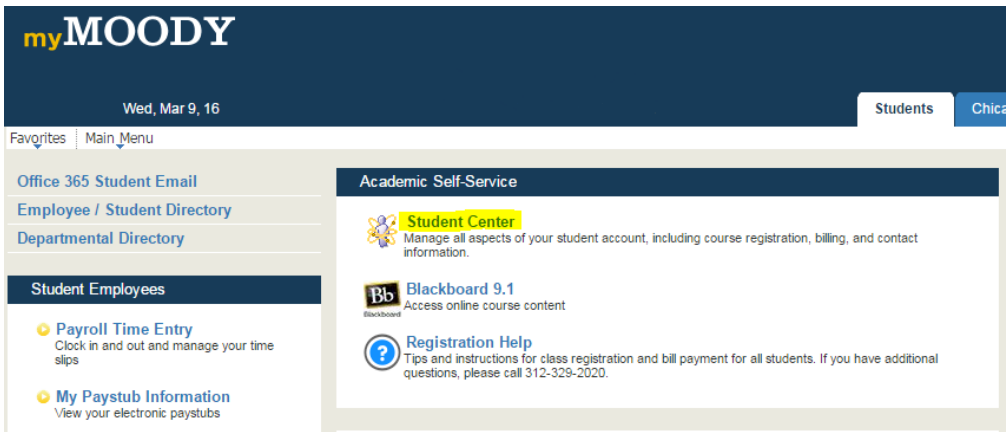 myMOODY
Wed, Mar 9, 16
Students
Chica
Favorites
Main Menu
Office 365 Student Email
Employee / Student Directory
Departmental Directory
Student Employees
Payroll Time Entry
Clock in and out and manage your time
slips
My Paystub Information
View your electronic paystubs
Academic Self-Service
Student Center
Manage all aspects of your student account, including course registration, billing, and contact
information.
Bb
Blackboard
Blackboard 9.1
Access online course content
?
Registration Help
Tips and instructions for class registration and bill payment for all students. If you have additional
questions, please call 312-329-2020.